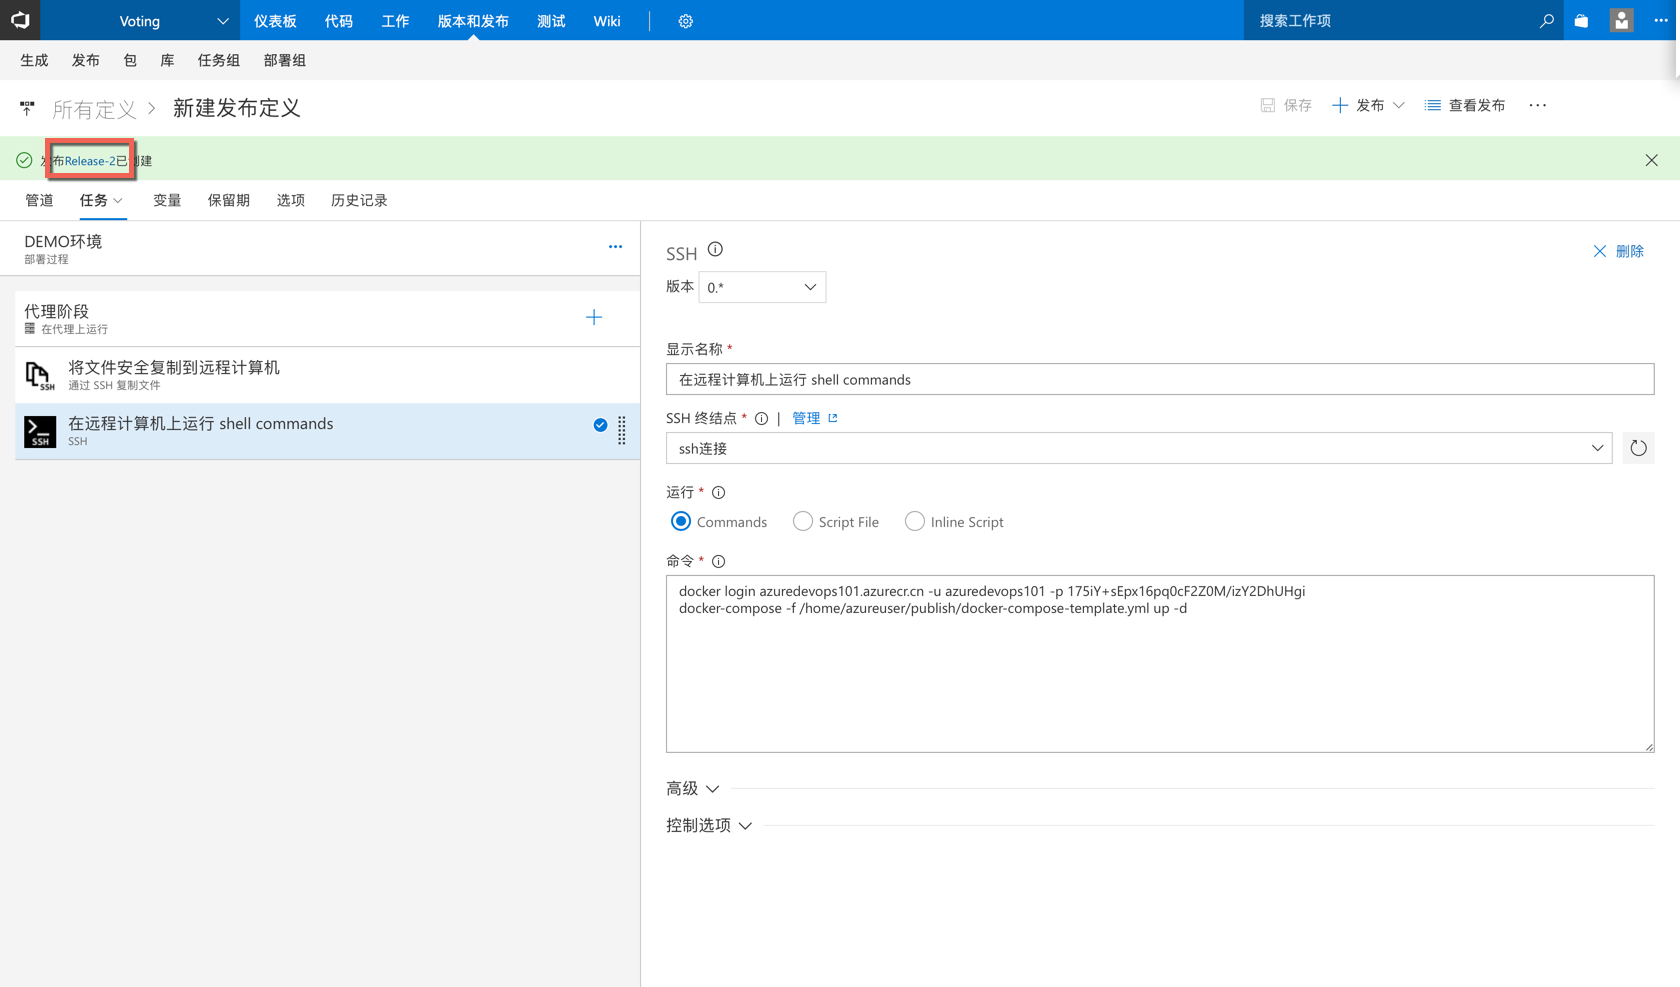 Voting 仪表板 代码 工作 版本和发布 测试 Wiki 搜索工作项
生成 发布 包 库 任务组 部署组
所有定义 > 新建发布定义 保存 发布 查看发布
发布Release-2已创建
管道 任务 变量 保留期 选项 历史记录
DEMO环境
部署过程
代理阶段
在代理上运行
将文件安全复制到远程计算机
通过 SSH 复制文件
在远程计算机上运行 shell commands
SSH
SSH
删除
版本 0.*
显示名称 *
在远程计算机上运行 shell commands
SSH 终结点 * | 管理
ssh连接
运行 *
Commands Script File Inline Script
命令 *
docker login azuredevops101.azurecr.cn -u azuredevops101 -p 175iY+sEpx16pq0cF2Z0M/izY2DhUHgi
docker-compose -f /home/azureuser/publish/docker-compose-template.yml up -d
高级
控制选项